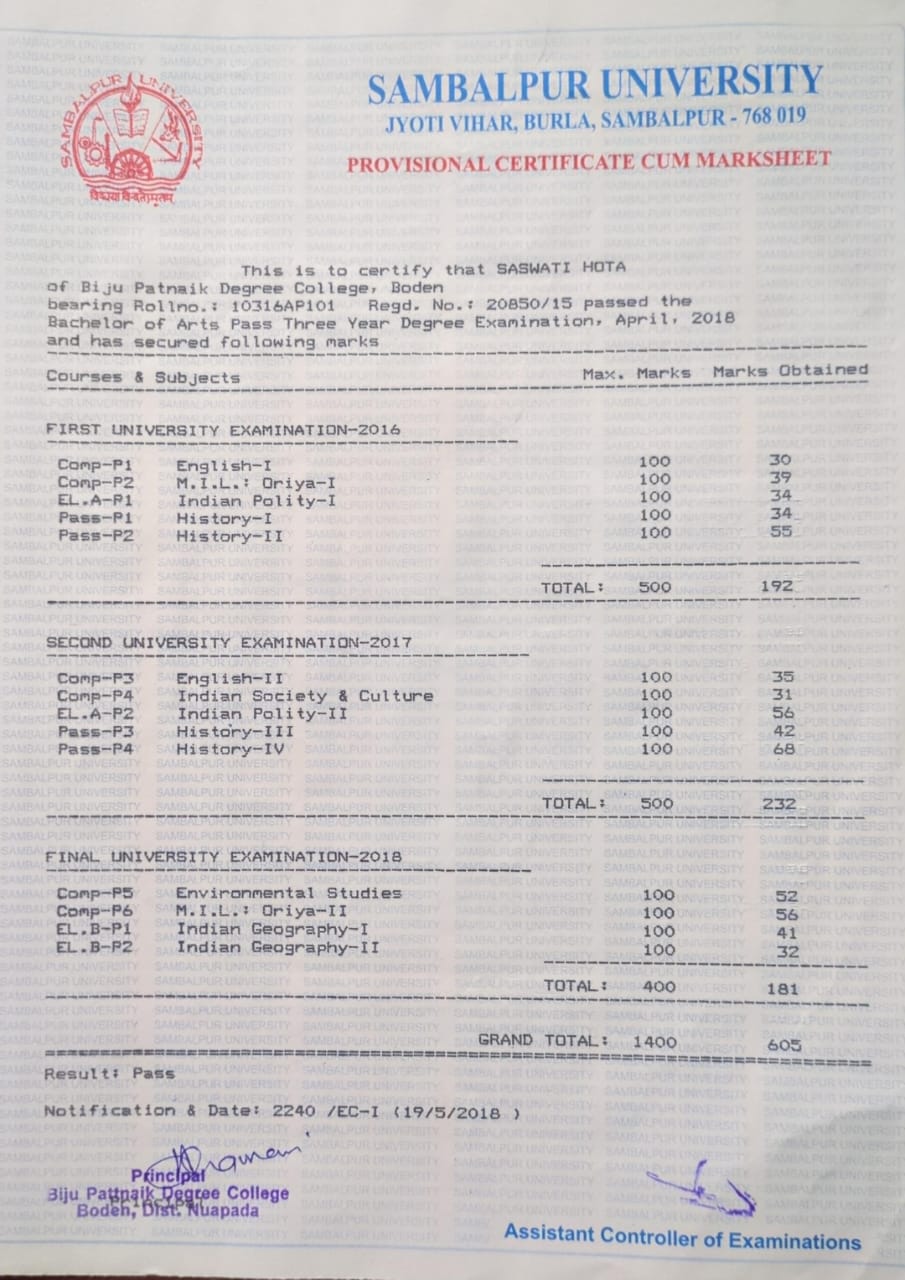 SAMBALPUR UNIVERSITY
विद्यया विन्दतेऽमृतम्
SAMBALPUR UNIVERSITY
JYOTI VIHAR, BURLA, SAMBALPUR - 768 019
PROVISIONAL CERTIFICATE CUM MARKSHEET
This is to certify that SASWATI HOTA
of Biju Patnaik Degree College, Boden
bearing Rollno.: 10316AP101 Regd. No.: 20850/15 passed the
Bachelor of Arts Pass Three Year Degree Examination, April, 2018
and has secured following marks
Courses & Subjects Max. Marks Marks Obtained
FIRST UNIVERSITY EXAMINATION-2016
Comp-P1 English-I 100 30
Comp-P2 M.I.L.: Oriya-I 100 39
EL.A-P1 Indian Polity-I 100 34
Pass-P1 History-I 100 34
Pass-P2 History-II 100 55
TOTAL: 500 192
SECOND UNIVERSITY EXAMINATION-2017
Comp-P3 English-II 100 35
Comp-P4 Indian Society & Culture 100 31
EL.A-P2 Indian Polity-II 100 56
Pass-P3 History-III 100 42
Pass-P4 History-IV 100 68
TOTAL: 500 232
FINAL UNIVERSITY EXAMINATION-2018
Comp-P5 Environmental Studies 100 52
Comp-P6 M.I.L.: Oriya-II 100 56
EL.B-P1 Indian Geography-I 100 41
EL.B-P2 Indian Geography-II 100 32
TOTAL: 400 181
GRAND TOTAL: 1400 605
Result: Pass
Notification & Date: 2240 /EC-I (19/5/2018 )
Principal
Biju Pattnaik Degree College
Boden, Dist. Nuapada
Assistant Controller of Examinations